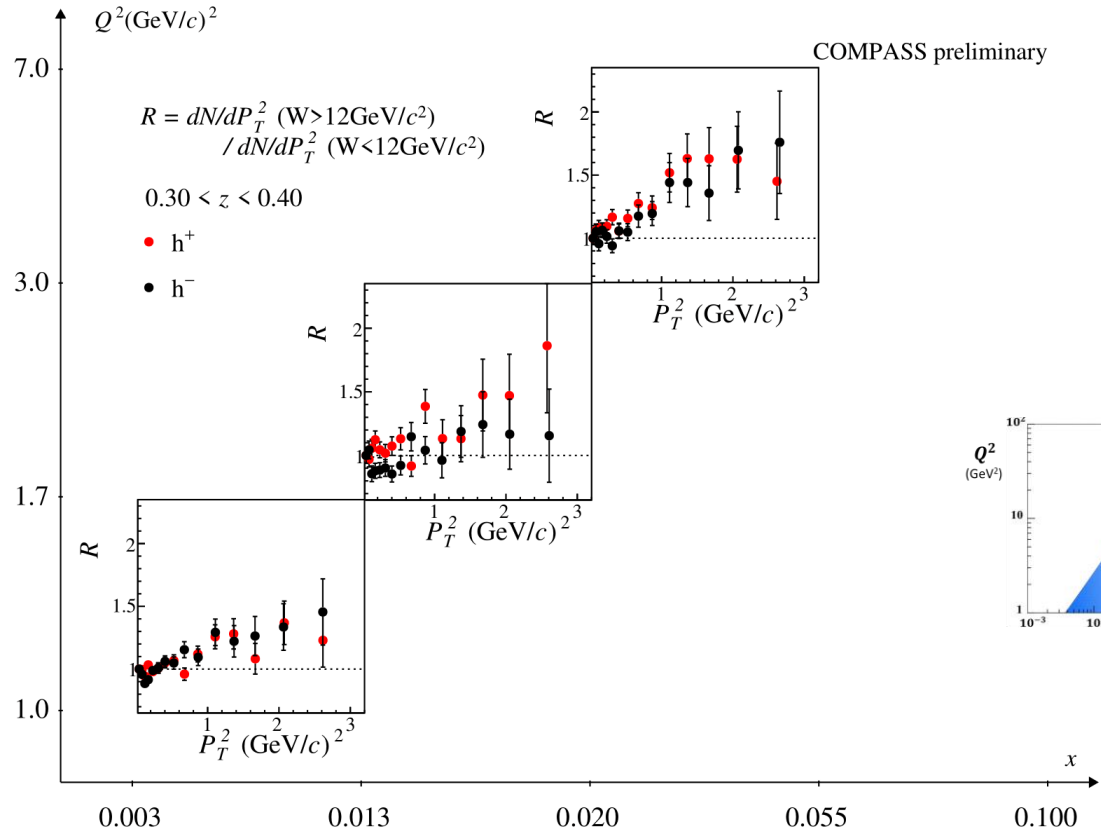 Q²(GeV/c)²
COMPASS preliminary
7.0
R = dN/dP_T² (W>12GeV/c²)
/ dN/dP_T² (W<12GeV/c²)
0.30 < z < 0.40
h⁺
h⁻
R
2
1.5
1
1 2 3
P_T² (GeV/c)²
3.0
R
2
1.5
1
1 2 3
P_T² (GeV/c)²
1.7
R
2
1.5
1
1 2 3
P_T² (GeV/c)²
1.0
Q²
(GeV²)
10²
10
1
10⁻³
x
0.003 0.013 0.020 0.055 0.100